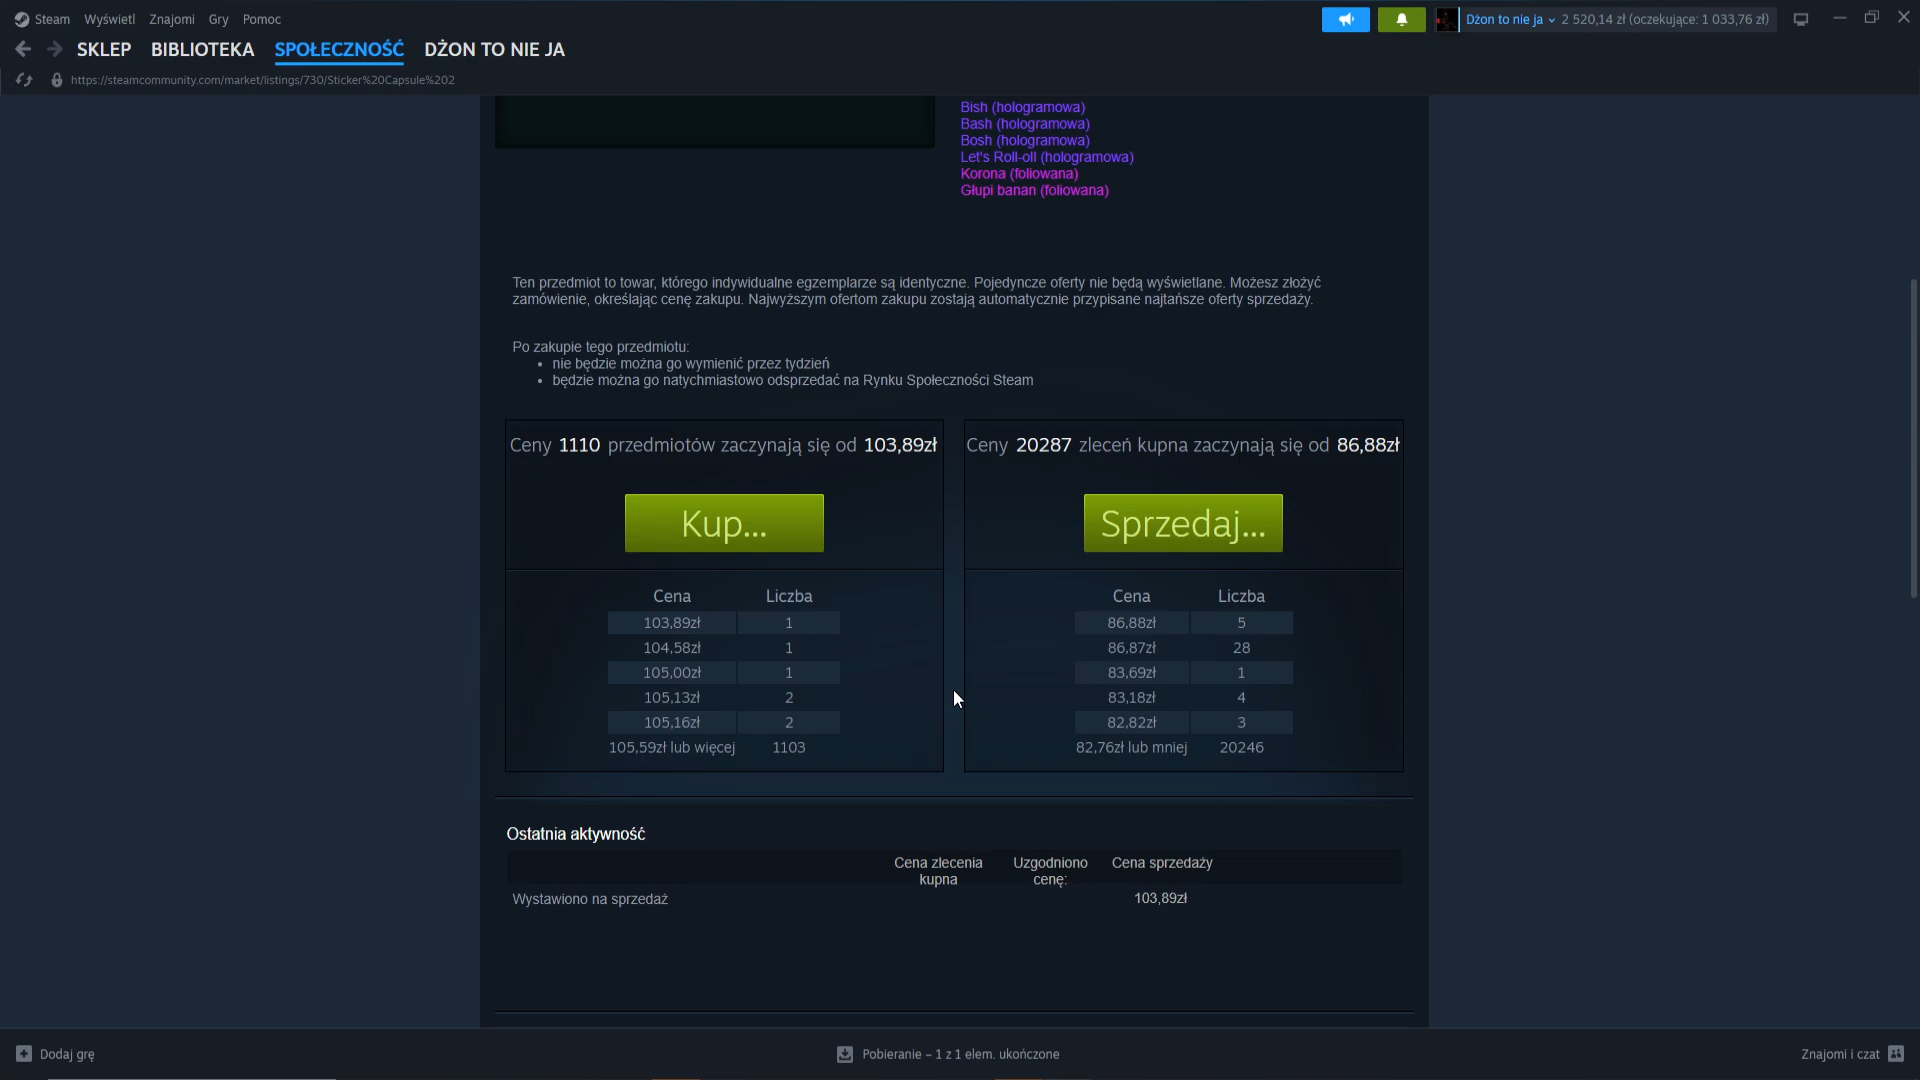 Steam Wyświetl Znajomi Gry Pomoc
Dżon to nie ja 2 520,14 zł (oczekujące: 1 033,76 zł)
SKLEP BIBLIOTEKA SPOŁECZNOŚĆ DŻON TO NIE JA
https://steamcommunity.com/market/listings/730/Sticker%20Capsule%202
Bish (hologramowa)
Bash (hologramowa)
Bosh (hologramowa)
Let's Roll-oll (hologramowa)
Korona (foliowana)
Głupi banan (foliowana)
Ten przedmiot to towar, którego indywidualne egzemplarze są identyczne. Pojedyncze oferty nie będą wyświetlane. Możesz złożyć
zamówienie, określając cenę zakupu. Najwyższym ofertom zakupu zostają automatycznie przypisane najtańsze oferty sprzedaży.
Po zakupie tego przedmiotu:
• nie będzie można go wymienić przez tydzień
• będzie można go natychmiastowo odsprzedać na Rynku Społeczności Steam
Ceny 1110 przedmiotów zaczynają się od 103,89zł
Kup...
Cena Liczba
103,89zł 1
104,58zł 1
105,00zł 1
105,13zł 2
105,16zł 2
105,59zł lub więcej 1103
Ceny 20287 zleceń kupna zaczynają się od 86,88zł
Sprzedaj...
Cena Liczba
86,88zł 5
86,87zł 28
83,69zł 1
83,18zł 4
82,82zł 3
82,76zł lub mniej 20246
Ostatnia aktywność
Cena zlecenia kupna Uzgodniono cenę: Cena sprzedaży
Wystawiono na sprzedaż 103,89zł
Dodaj grę
Pobieranie – 1 z 1 elem. ukończone
Znajomi i czat